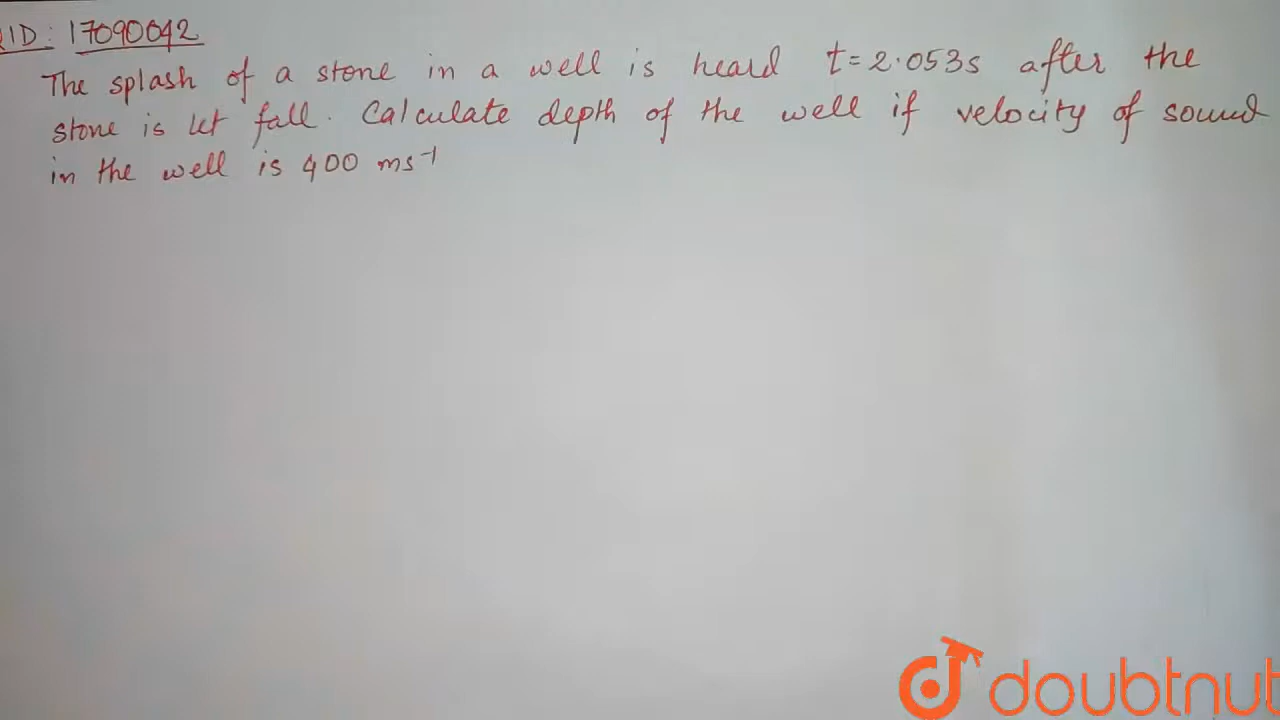 QID: 17090042
The splash of a stone in a well is heard t=2.053s after the
stone is let fall. Calculate depth of the well if velocity of sound
in the well is 400 ms⁻¹
doubtnut